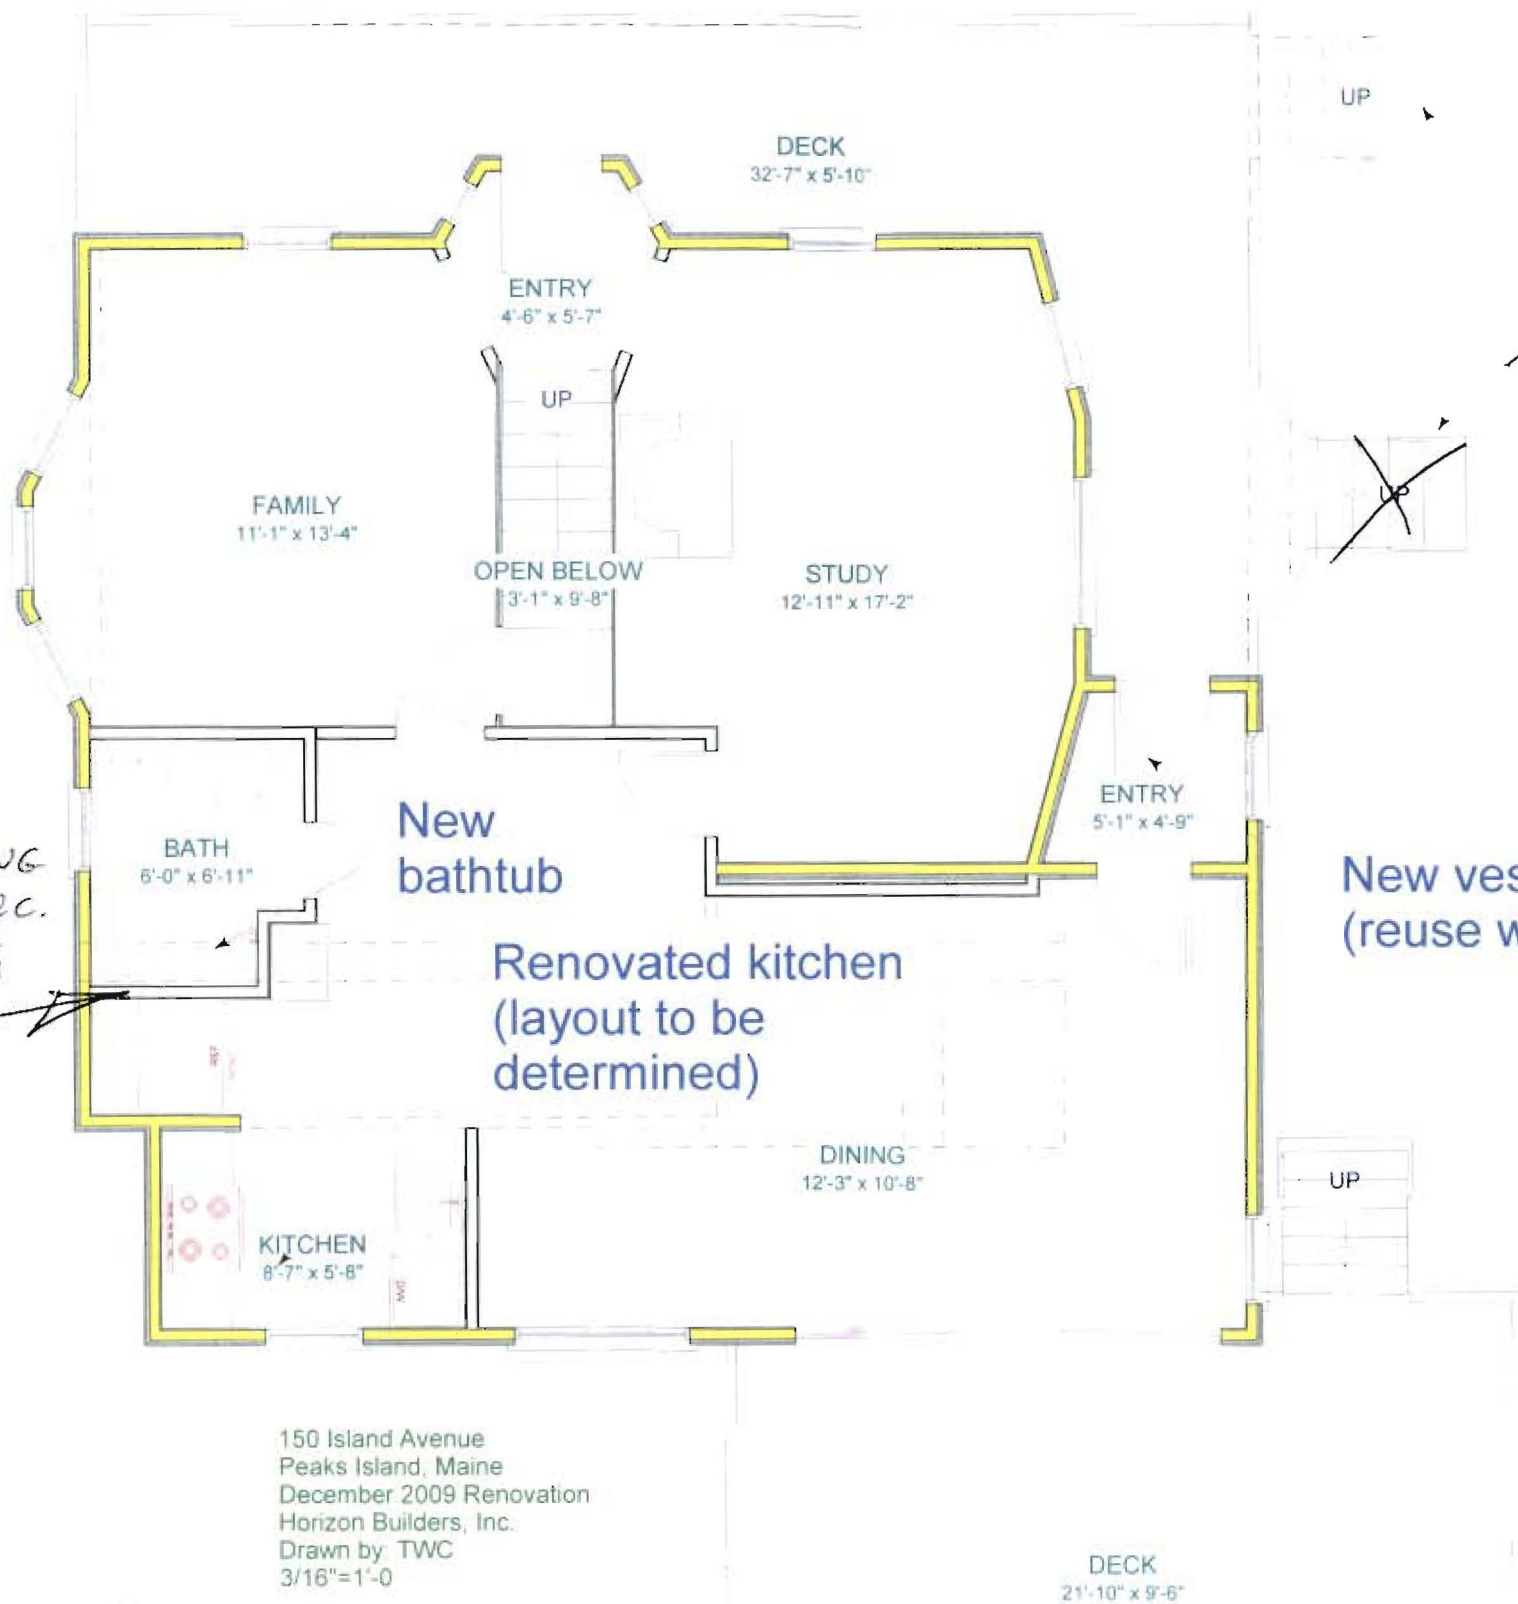 UP
DECK
32'-7" x 5'-10"
ENTRY
4'-6" x 5'-7"
UP
FAMILY
11'-1" x 13'-4"
UP
OPEN BELOW
3'-1" x 9'-8"
STUDY
12'-11" x 17'-2"
New
bathtub
ENTRY
5'-1" x 4'-9"
BATH
6'-0" x 6'-11"
New ves
(reuse w
Renovated kitchen
(layout to be
determined)
REF
DINING
12'-3" x 10'-8"
UP
KITCHEN
8'-7" x 5'-8"
DW
150 Island Avenue
Peaks Island, Maine
December 2009 Renovation
Horizon Builders, Inc.
Drawn by: TWC
3/16"=1'-0
DECK
21'-10" x 9'-6"